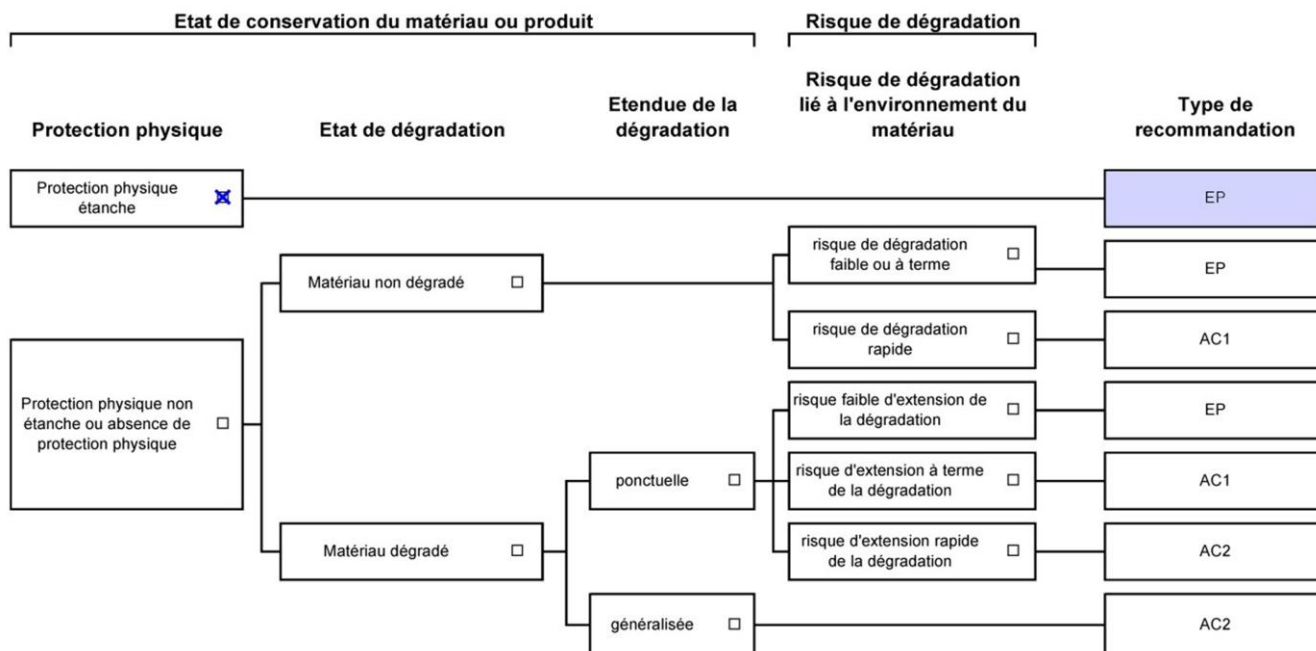 Etat de conservation du matériau ou produit
Risque de dégradation
Protection physique
Etat de dégradation
Etendue de la
dégradation
Risque de dégradation
lié à l'environnement du
matériau
Type de
recommandation
Protection physique
étanche
EP
Protection physique non
étanche ou absence de
protection physique
Matériau non dégradé
risque de dégradation
faible ou à terme
EP
risque de dégradation
rapide
AC1
Matériau dégradé
ponctuelle
risque faible d'extension de
la dégradation
EP
risque d'extension à terme
de la dégradation
AC1
risque d'extension rapide
de la dégradation
AC2
généralisée
AC2